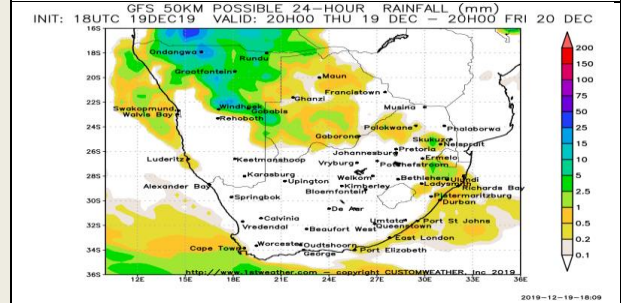 GFS 50KM POSSIBLE 24-HOUR RAINFALL (mm)
INIT: 18UTC 19DEC19 VALID: 20H00 THU 19 DEC – 20H00 FRI 20 DEC
16S
18S
20S
22S
24S
26S
28S
30S
32S
34S
36S
Ondangwa
Rundu
Grootfontein
Maun
Francistown
Ghanzi
Musina
Swakopmund
Walvis Bay
Windhoek
Gobabis
Rehoboth
Polokwane
Phalaborwa
Gaborone
Skukuza
Nelspruit
Johannesburg
Pretoria
Luderitz
Keetmanshoop
Vryburg
Potchefstroom
Ermelo
Karasburg
Upington
Welkom
Bethlehem
Ulundi
Alexander Bay
Kimberley
Ladysmith
Richards Bay
Bloemfontein
Springbok
Pietermaritzburg
Durban
De Aar
Calvinia
Umtata
Port St Johns
Vredendal
Beaufort West
Queenstown
East London
Cape Town
Worcester
Oudtshoorn
George
Port Elizabeth
http://www.1stweather.com – copyright CUSTOMWEATHER, Inc 2019
12E 15E 18E 21E 24E 27E 30E 33E 36E
200
150
100
75
50
25
15
10
5
2.5
1
0.5
0.2
0.1
2019-12-19-18:09